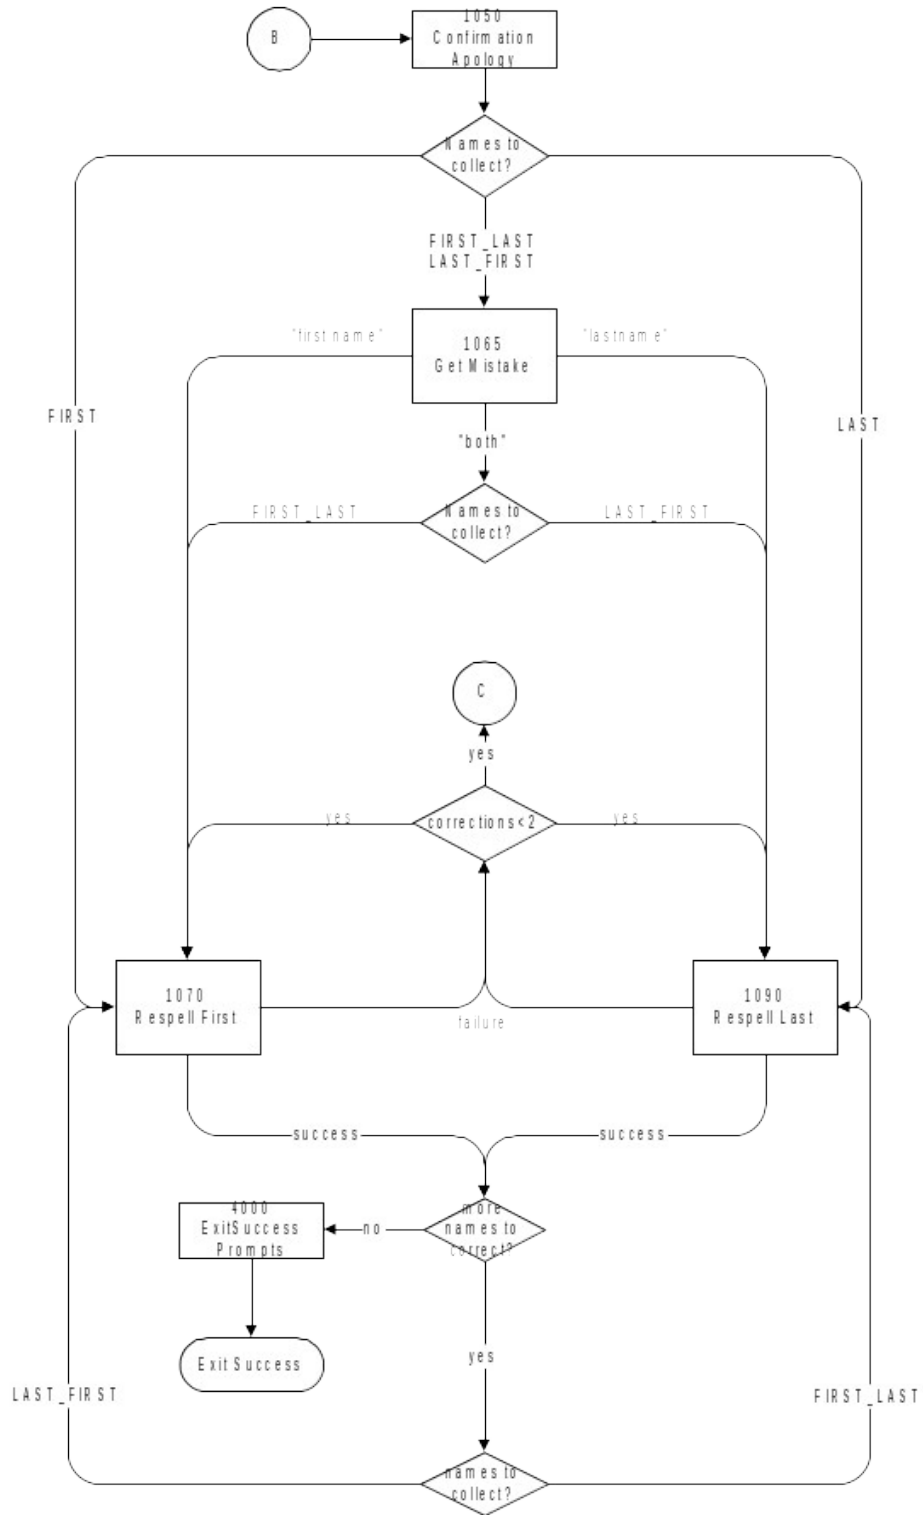 B
1050
Confirmation
Apology
Names to
collect?
FIRST_LAST
LAST_FIRST
"first name"
"last name"
1065
Get Mistake
FIRST
LAST
"both"
FIRST_LAST
Names to
collect?
LAST_FIRST
C
yes
yes
corrections<2
yes
1070
Respell First
1090
Respell Last
failure
success
success
4000
Exit Success
Prompts
no
more
names to
correct?
yes
Exit Success
LAST_FIRST
FIRST_LAST
names to
collect?